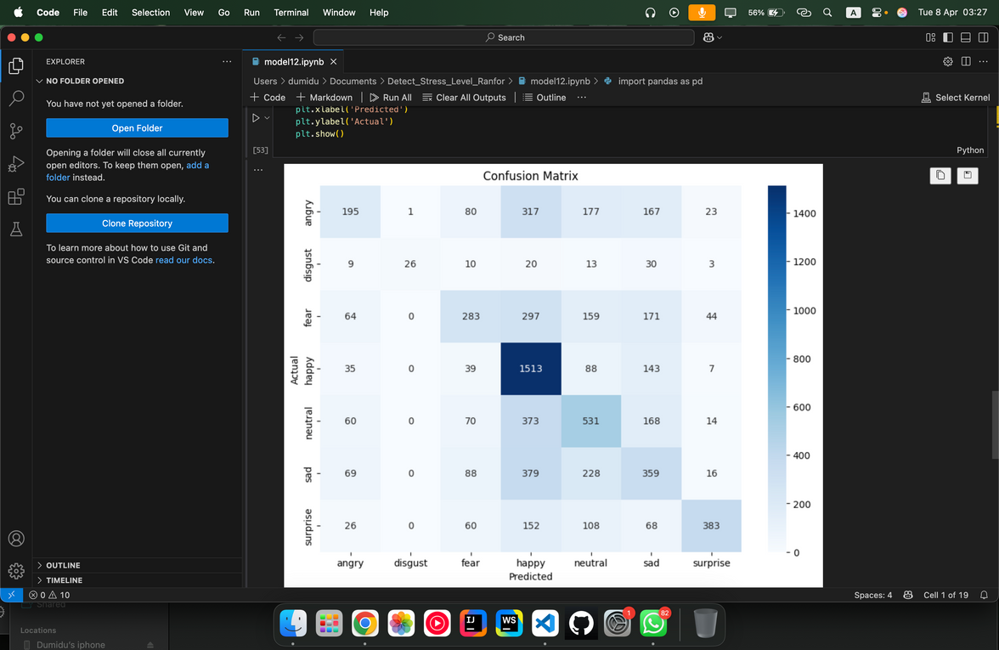 Code File Edit Selection View Go Run Terminal Window Help 56% A Tue 8 Apr 03:27
Search
EXPLORER
NO FOLDER OPENED
You have not yet opened a folder.
Open Folder
Opening a folder will close all currently
open editors. To keep them open, add a
folder instead.
You can clone a repository locally.
Clone Repository
To learn more about how to use Git and
source control in VS Code read our docs.
OUTLINE
TIMELINE
model12.ipynb
Users > dumidu > Documents > Detect_Stress_Level_Ranfor > model12.ipynb > import pandas as pd
Code Markdown Run All Clear All Outputs Outline Select Kernel
plt.xlabel('Predicted')
plt.ylabel('Actual')
plt.show()
[53] Python
Confusion Matrix
angry 195 1 80 317 177 167 23
disgust 9 26 10 20 13 30 3
fear 64 0 283 297 159 171 44
happy 35 0 39 1513 88 143 7
neutral 60 0 70 373 531 168 14
sad 69 0 88 379 228 359 16
surprise 26 0 60 152 108 68 383
Actual
angry disgust fear happy neutral sad surprise
Predicted
1400
1200
1000
800
600
400
200
0
0 10 Spaces: 4 Cell 1 of 19
Shared
Locations
Dumidu's iphone
IJ WS 1 82